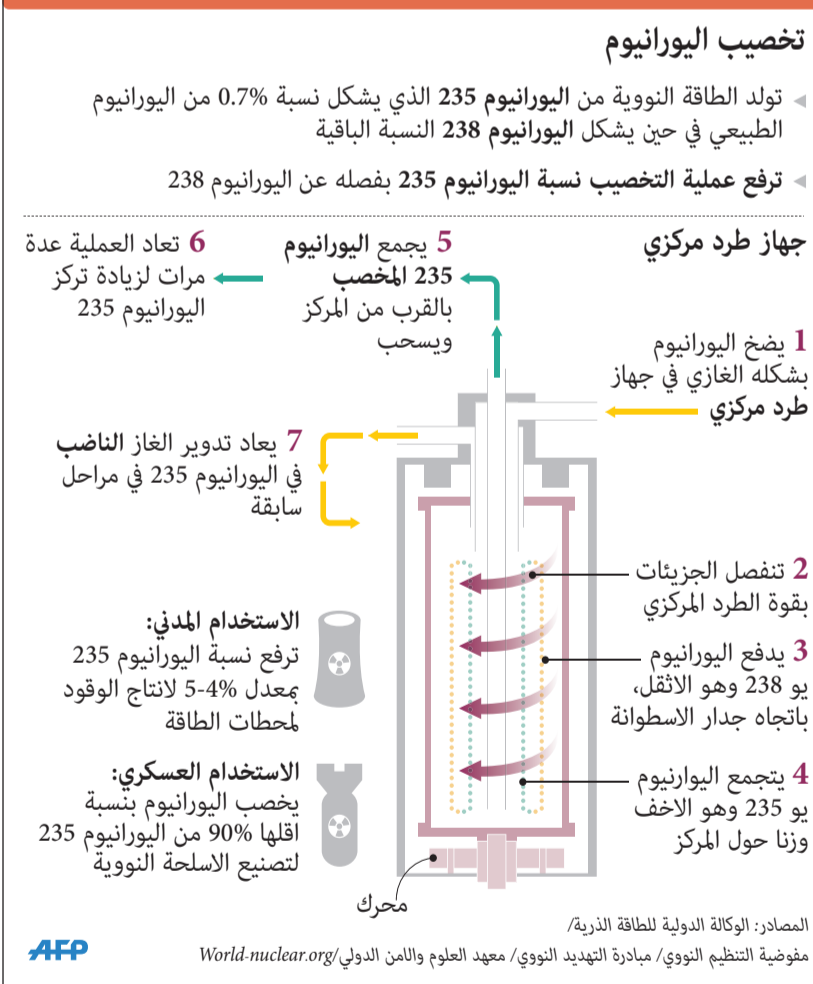 تخصيب اليورانيوم
تولد الطاقة النووية من اليورانيوم 235 الذي يشكل نسبة 0.7% من اليورانيوم
الطبيعي في حين يشكل اليورانيوم 238 النسبة الباقية
ترفع عملية التخصيب نسبة اليورانيوم 235 بفصله عن اليورانيوم 238
جهاز طرد مركزي
1 يضخ اليورانيوم
بشكله الغازي في جهاز
طرد مركزي
2 تنفصل الجزيئات
بقوة الطرد المركزي
3 يدفع اليورانيوم
يو 238 وهو الاثقل،
باتجاه جدار الاسطوانة
4 يتجمع اليوارنيوم
يو 235 وهو الاخف
وزنا حول المركز
5 يجمع اليورانيوم
235 المخصب
بالقرب من المركز
ويسحب
6 تعاد العملية عدة
مرات لزيادة تركز
اليورانيوم 235
7 يعاد تدوير الغاز الناضب
في اليورانيوم 235 في مراحل
سابقة
الاستخدام المدني:
ترفع نسبة اليورانيوم 235
بمعدل 4%-5 لانتاج الوقود
لمحطات الطاقة
الاستخدام العسكري:
يخصب اليورانيوم بنسبة
اقلها 90% من اليورانيوم 235
لتصنيع الاسلحة النووية
محرك
المصادر: الوكالة الدولية للطاقة الذرية/
مفوضية التنظيم النووي/ مبادرة التهديد النووي/ معهد العلوم والامن الدولي/World-nuclear.org
AFP